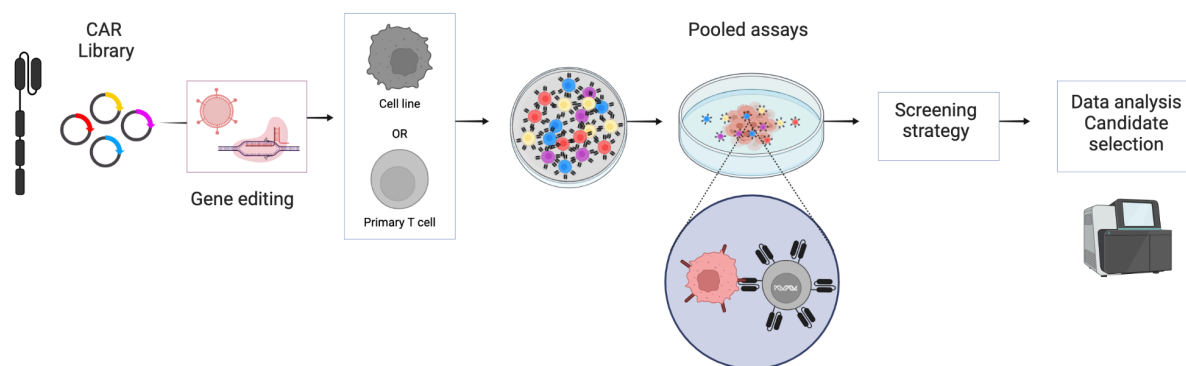 CAR
Library
Gene editing
Cell line
OR
Primary T cell
Pooled assays
Screening
strategy
Data analysis
Candidate
selection